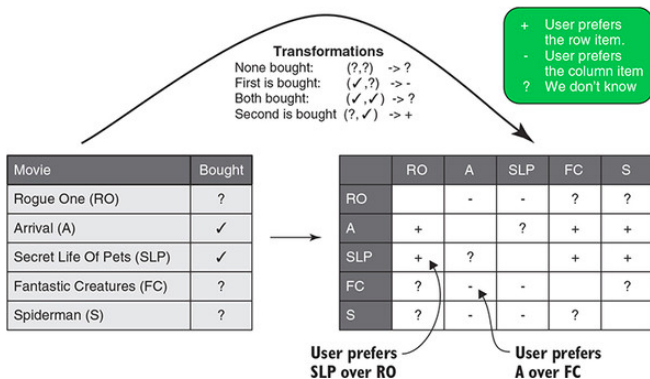 Transformations
None bought: (?,?) -> ?
First is bought: (✓,?) -> -
Both bought: (✓,✓) -> ?
Second is bought (?,✓) -> +
+ User prefers
the row item.
- User prefers
the column item
? We don't know
Movie Bought
Rogue One (RO) ?
Arrival (A) ✓
Secret Life Of Pets (SLP) ✓
Fantastic Creatures (FC) ?
Spiderman (S) ?
RO A SLP FC S
RO - - ? ?
A + ? + +
SLP + ? + +
FC ? - - ?
S ? - - ?
User prefers
SLP over RO
User prefers
A over FC